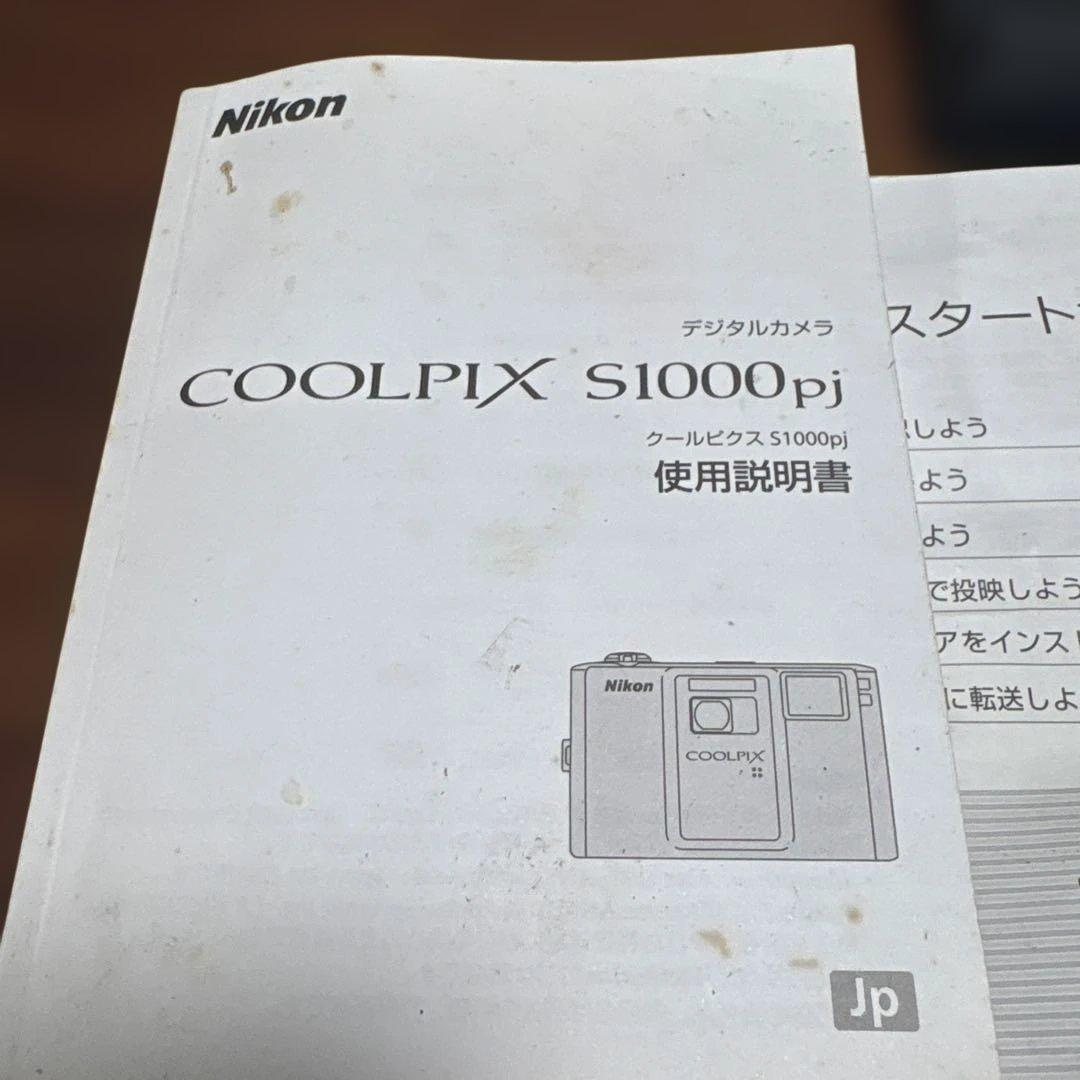 Nikon
デジタルカメラ
COOLPIX S1000pj
クールピクス S1000pj
使用説明書
Nikon
COOLPIX
Jp
スタート
しよう
よう
よう
で投映しよう
アをインスト
に転送しよ